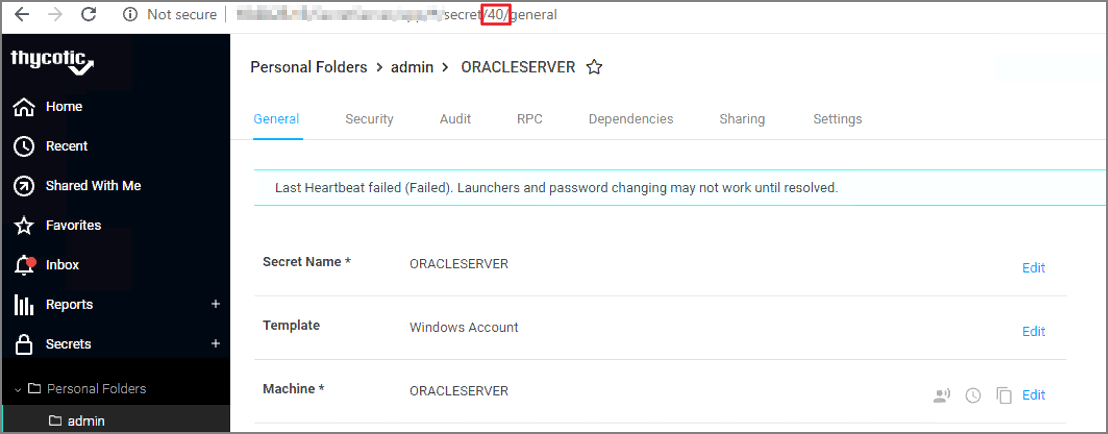 Not secure /secret/40/general
thycotic
Personal Folders > admin > ORACLESERVER
Home
Recent
Shared With Me
Favorites
Inbox
Reports +
Secrets +
Personal Folders
admin
General Security Audit RPC Dependencies Sharing Settings
Last Heartbeat failed (Failed). Launchers and password changing may not work until resolved.
Secret Name * ORACLESERVER Edit
Template Windows Account Edit
Machine * ORACLESERVER Edit